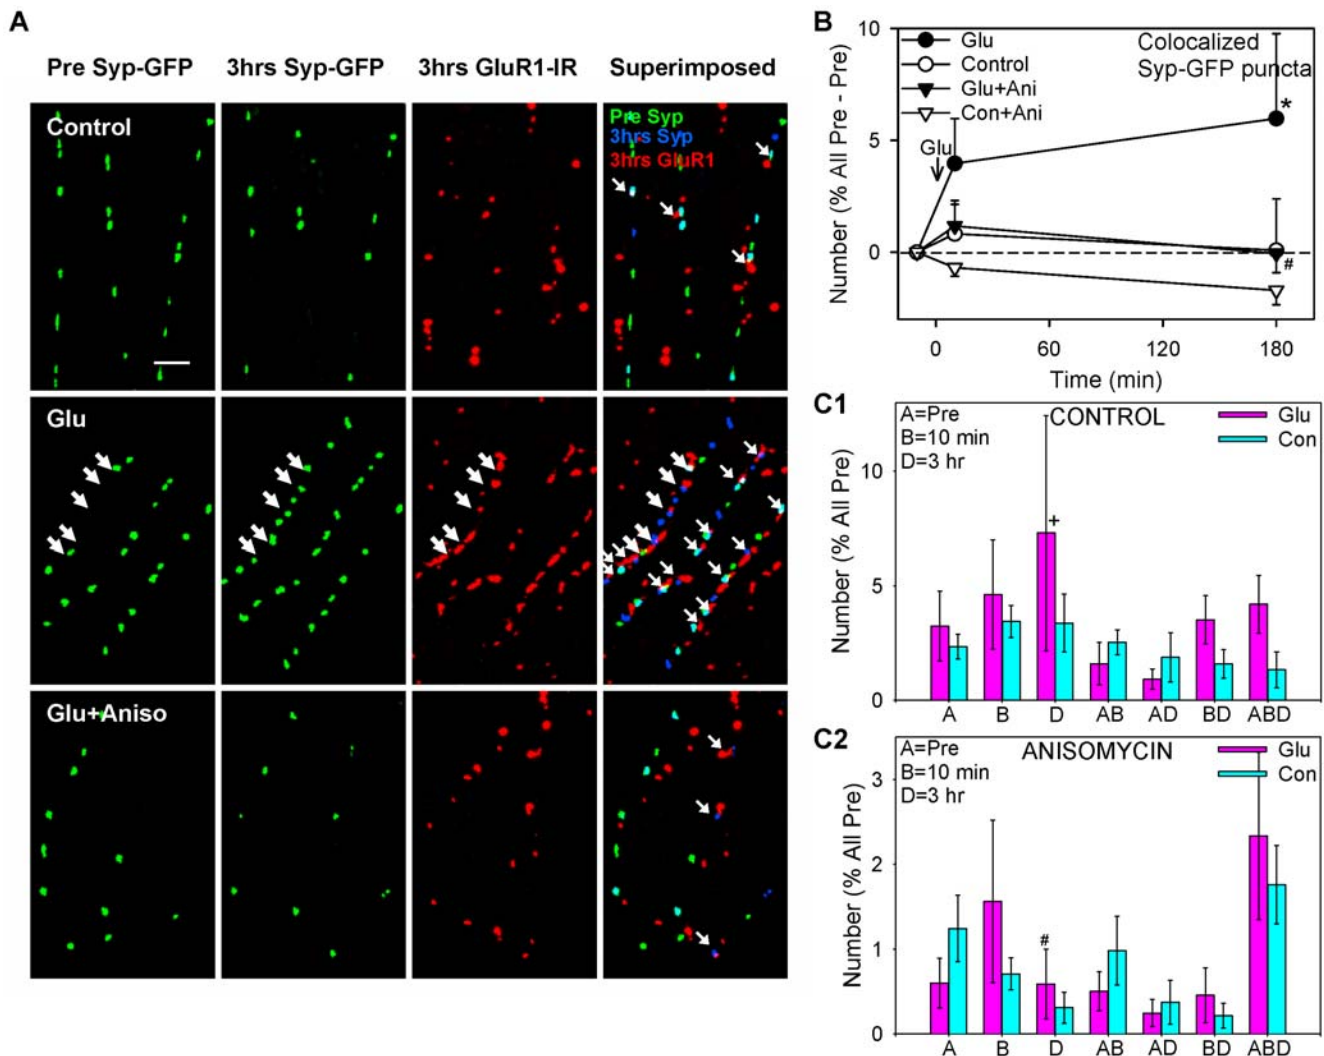 A
Pre Syp-GFP 3hrs Syp-GFP 3hrs GluR1-IR Superimposed
Control
Pre Syp
3hrs Syp
3hrs GluR1
Glu
Glu+Aniso
B
Number (% All Pre - Pre)
10
5
0
Glu
Control
Glu+Ani
Con+Ani
Colocalized
Syp-GFP puncta
Glu
*
#
0 60 120 180
Time (min)
C1
CONTROL
A=Pre
B=10 min
D=3 hr
Glu
Con
Number (% All Pre)
10
5
0
+
A B D AB AD BD ABD
C2
ANISOMYCIN
A=Pre
B=10 min
D=3 hr
Glu
Con
Number (% All Pre)
3
2
1
0
#
A B D AB AD BD ABD